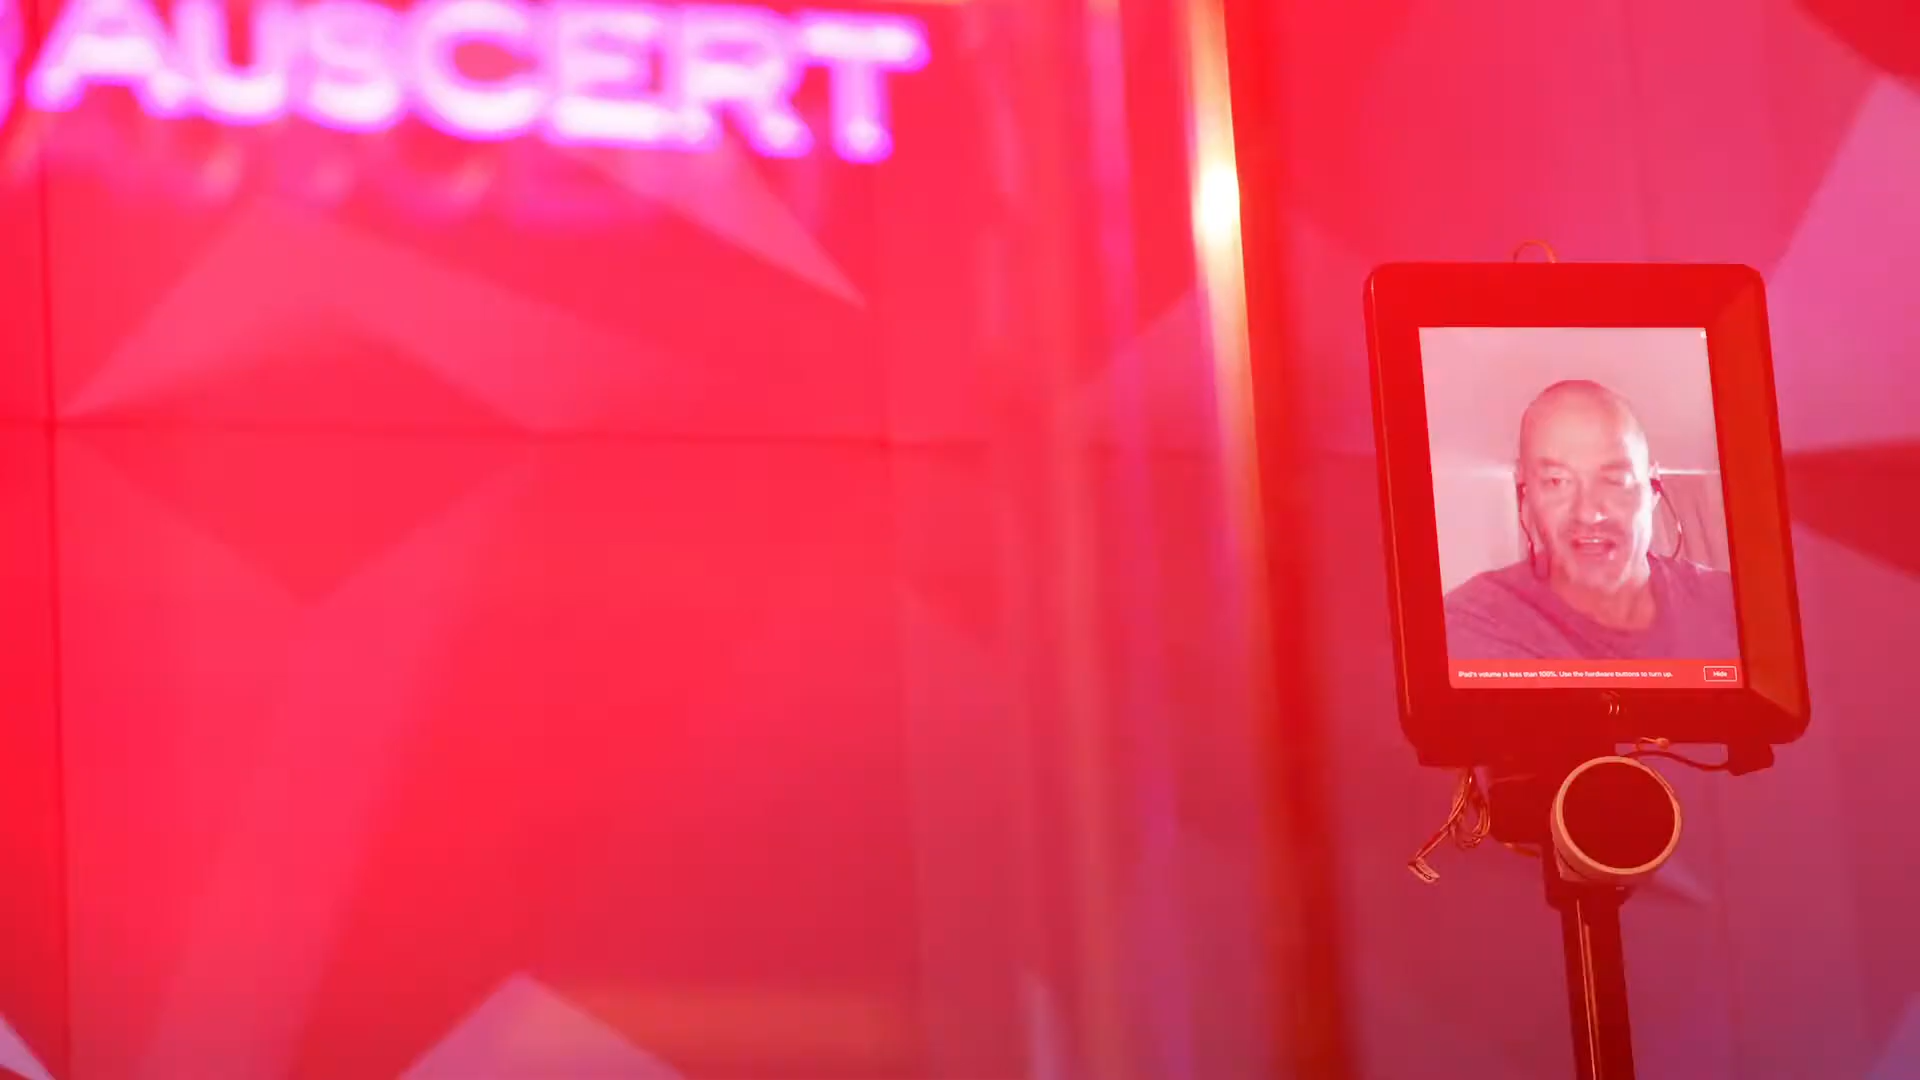 AUSCERT
iPad's volume is less than 100%. Use the hardware buttons to turn up.
Hide